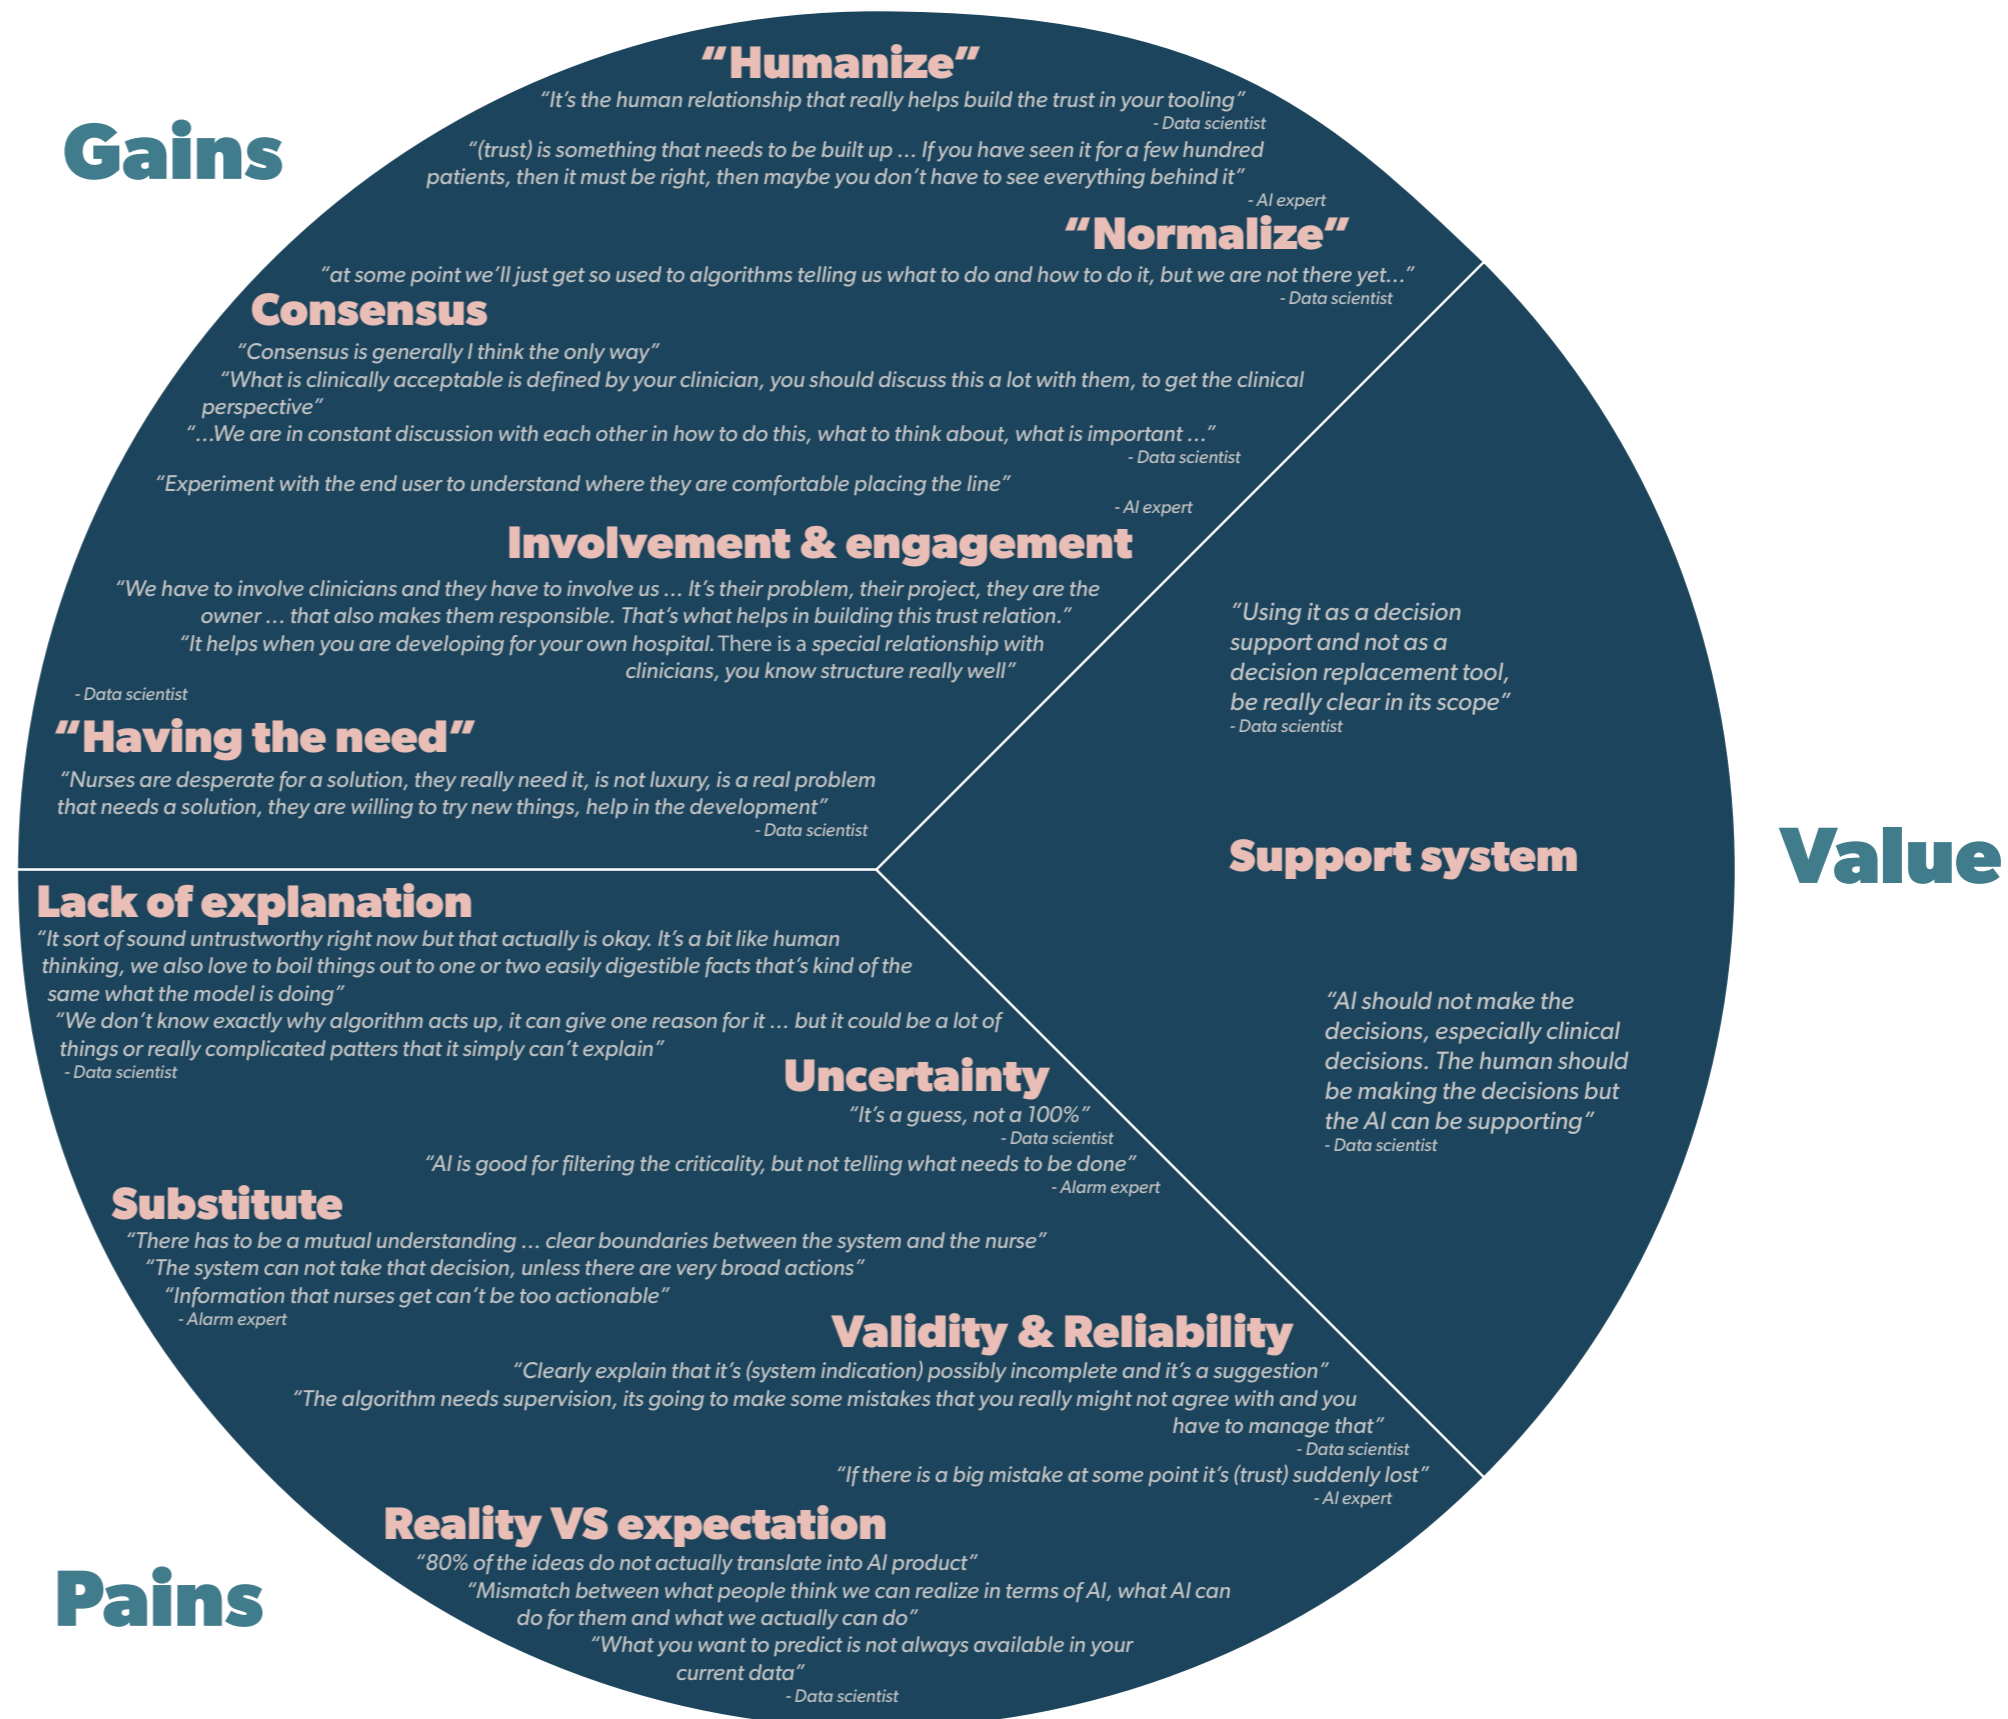 Gains
“Humanize”
“It’s the human relationship that really helps build the trust in your tooling”
- Data scientist
“(trust) is something that needs to be built up ... If you have seen it for a few hundred
patients, then it must be right, then maybe you don’t have to see everything behind it”
- AI expert
“Normalize”
“at some point we’ll just get so used to algorithms telling us what to do and how to do it, but we are not there yet...”
- Data scientist
Consensus
“Consensus is generally I think the only way”
“What is clinically acceptable is defined by your clinician, you should discuss this a lot with them, to get the clinical
perspective”
“...We are in constant discussion with each other in how to do this, what to think about, what is important ...”
- Data scientist
“Experiment with the end user to understand where they are comfortable placing the line”
- AI expert
Involvement & engagement
“We have to involve clinicians and they have to involve us ... It’s their problem, their project, they are the
owner ... that also makes them responsible. That’s what helps in building this trust relation.”
“It helps when you are developing for your own hospital. There is a special relationship with
clinicians, you know structure really well”
- Data scientist
“Having the need”
“Nurses are desperate for a solution, they really need it, is not luxury, is a real problem
that needs a solution, they are willing to try new things, help in the development”
- Data scientist
Value
“Using it as a decision
support and not as a
decision replacement tool,
be really clear in its scope”
- Data scientist
Support system
“AI should not make the
decisions, especially clinical
decisions. The human should
be making the decisions but
the AI can be supporting”
- Data scientist
Pains
Lack of explanation
“It sort of sound untrustworthy right now but that actually is okay. It’s a bit like human
thinking, we also love to boil things out to one or two easily digestible facts that’s kind of the
same what the model is doing”
“We don’t know exactly why algorithm acts up, it can give one reason for it ... but it could be a lot of
things or really complicated patters that it simply can’t explain”
- Data scientist
Uncertainty
“It’s a guess, not a 100%”
- Data scientist
“AI is good for filtering the criticality, but not telling what needs to be done”
- Alarm expert
Substitute
“There has to be a mutual understanding ... clear boundaries between the system and the nurse”
“The system can not take that decision, unless there are very broad actions”
“Information that nurses get can’t be too actionable”
- Alarm expert
Validity & Reliability
“Clearly explain that it’s (system indication) possibly incomplete and it’s a suggestion”
“The algorithm needs supervision, its going to make some mistakes that you really might not agree with and you
have to manage that”
- Data scientist
“If there is a big mistake at some point it’s (trust) suddenly lost”
- AI expert
Reality VS expectation
“80% of the ideas do not actually translate into AI product”
“Mismatch between what people think we can realize in terms of AI, what AI can
do for them and what we actually can do”
“What you want to predict is not always available in your
current data”
- Data scientist